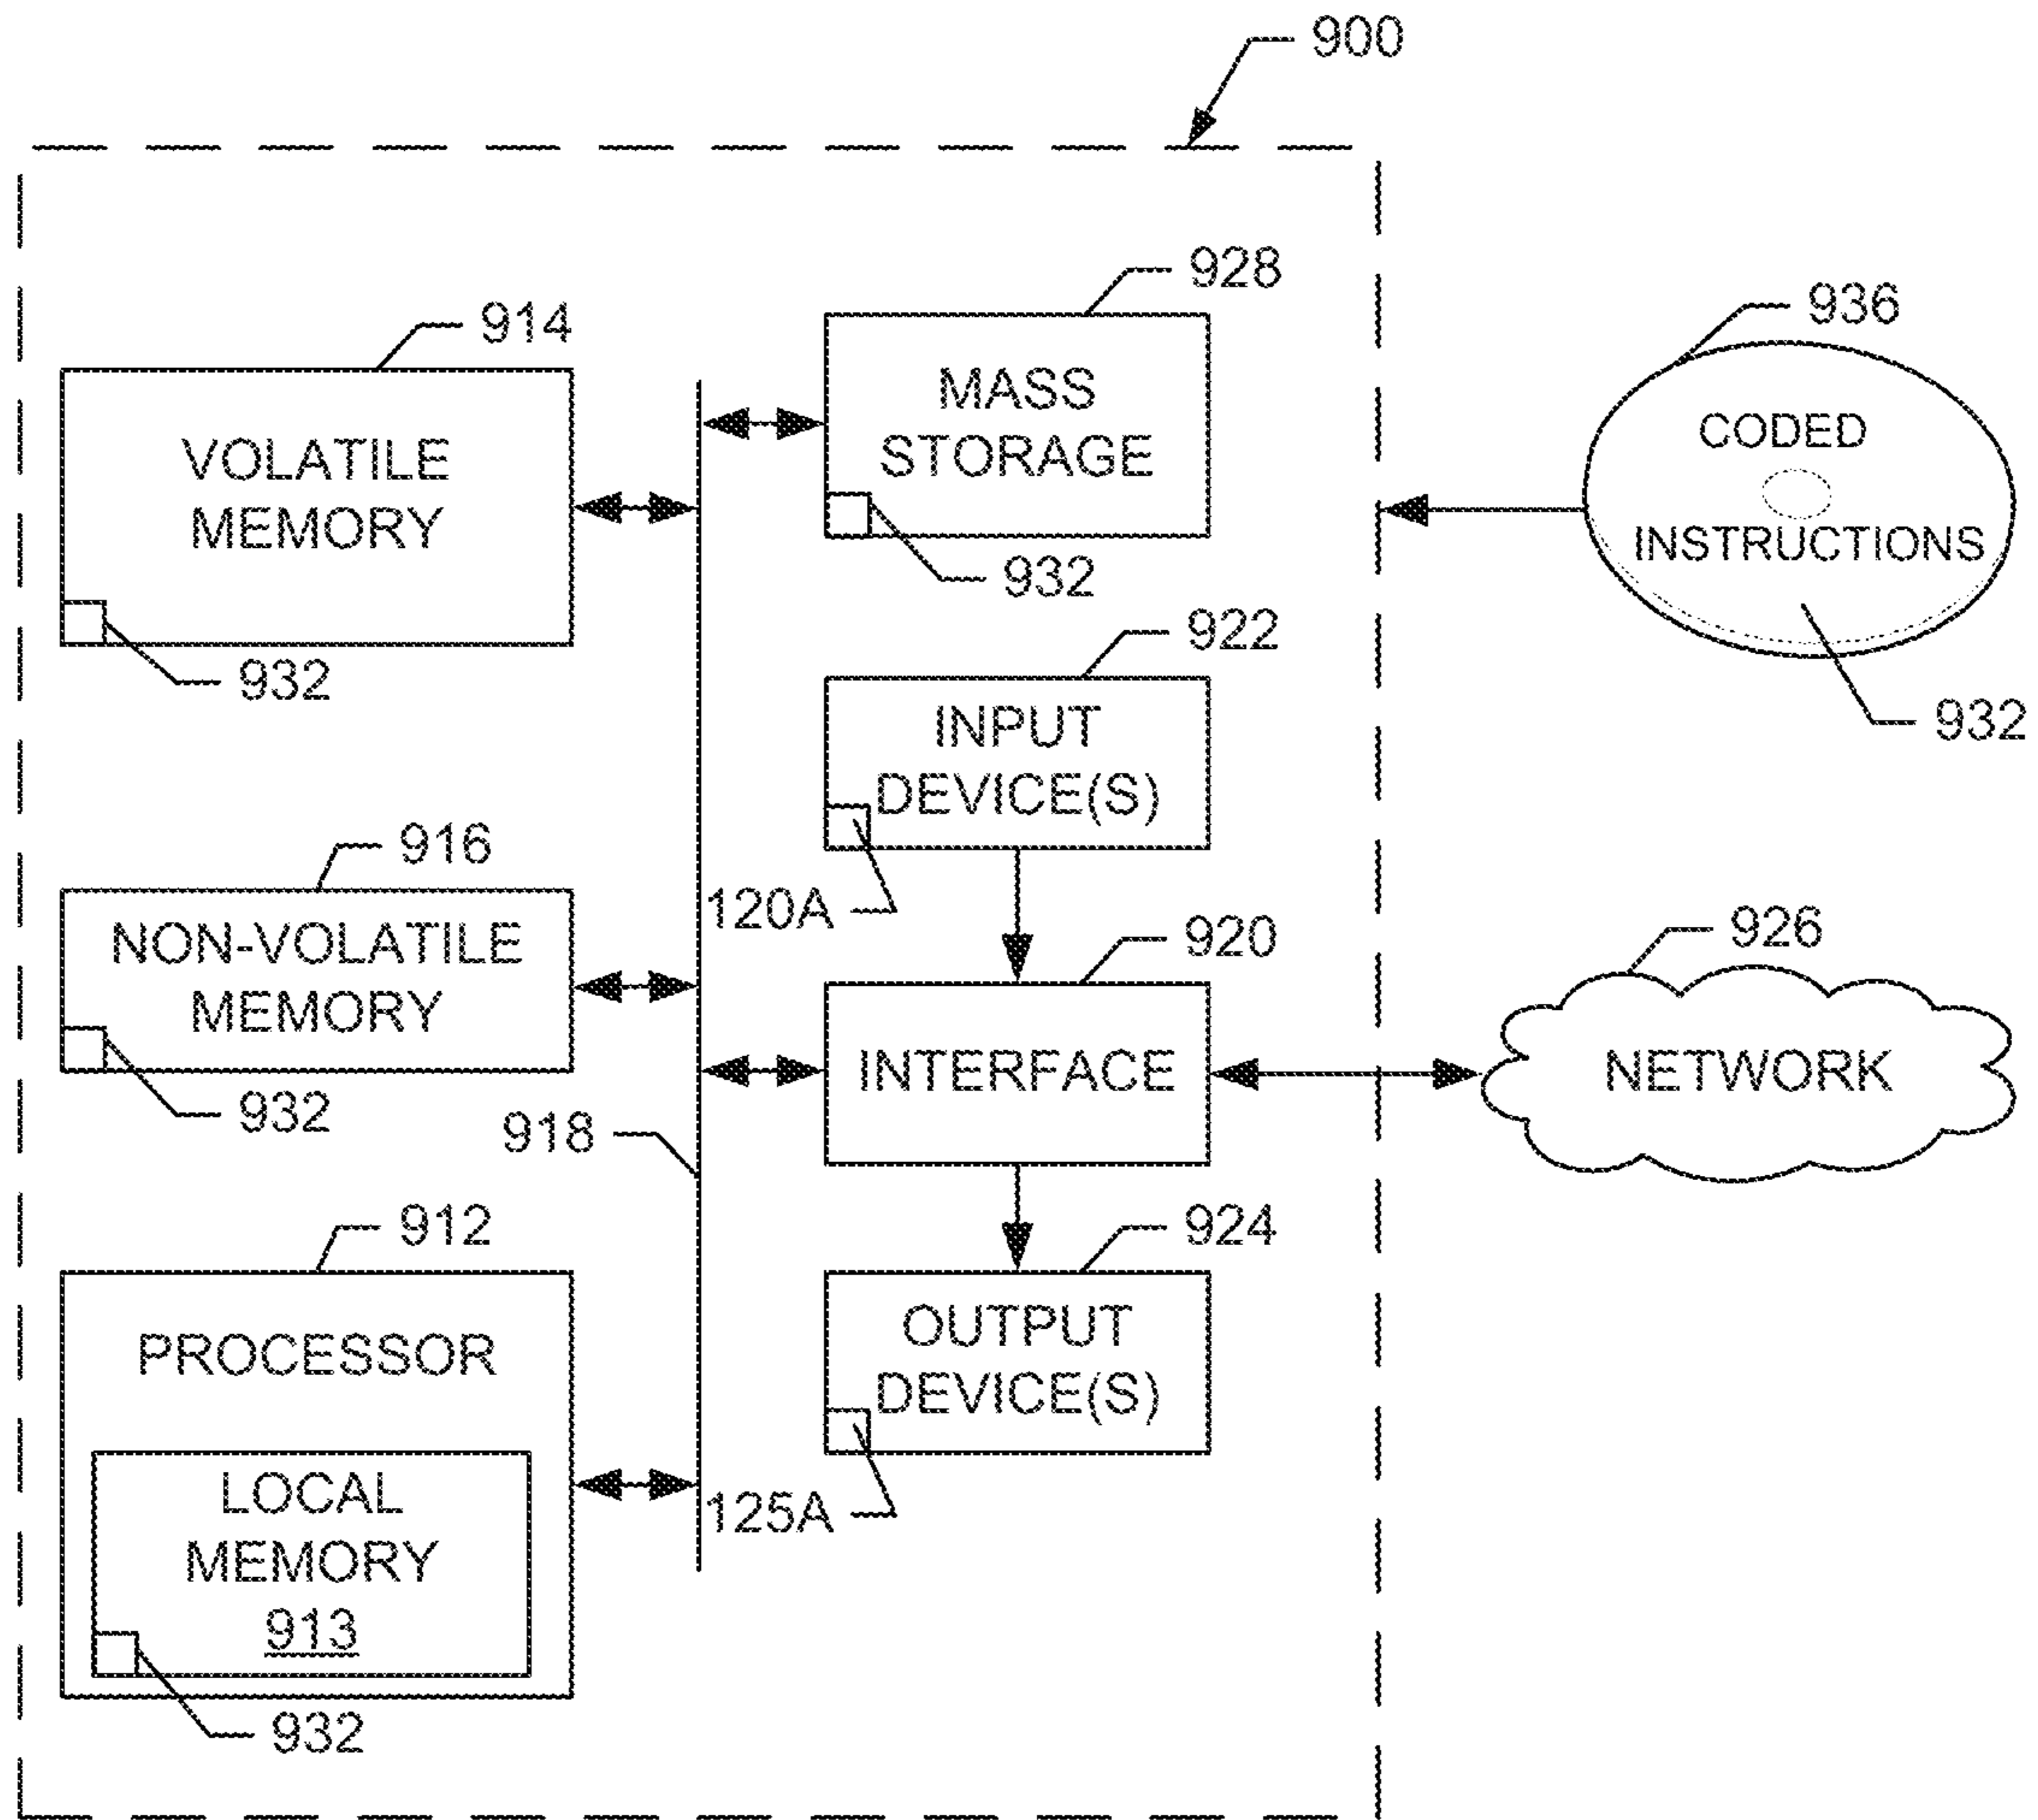 900
914
VOLATILE
MEMORY
932
928
MASS
STORAGE
932
936
CODED
INSTRUCTIONS
932
922
INPUT
DEVICE(S)
120A
916
NON-VOLATILE
MEMORY
932
918
920
INTERFACE
926
NETWORK
912
PROCESSOR
LOCAL
MEMORY
913
932
924
OUTPUT
DEVICE(S)
125A